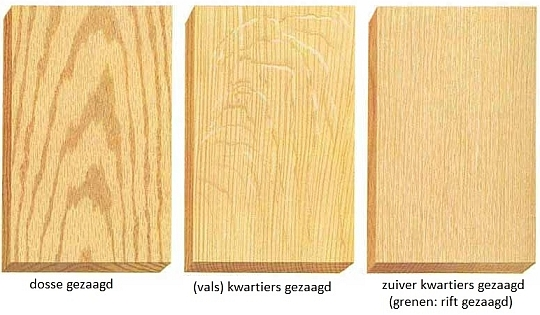 dosse gezaagd
(vals) kwartiers gezaagd
zuiver kwartiers gezaagd
(grenen: rift gezaagd)